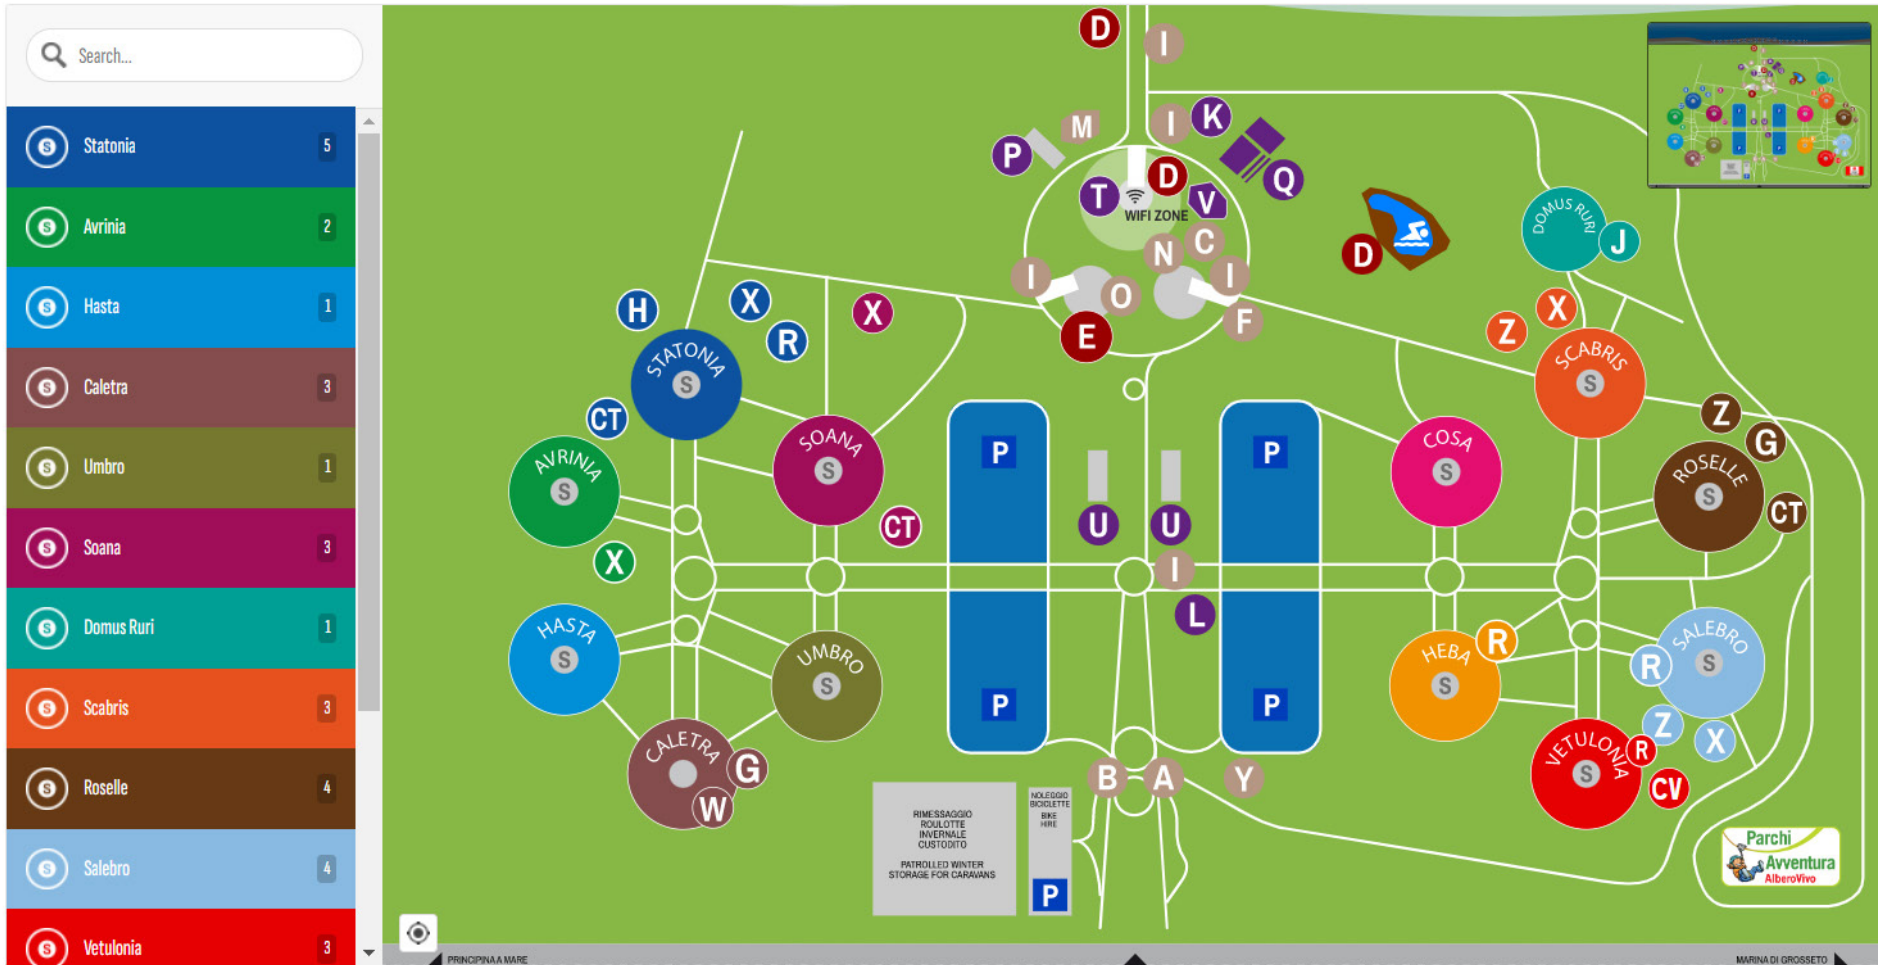 Search...
Statonia 5
Avrinia 2
Hasta 1
Caletra 3
Umbro 1
Soana 3
Domus Ruri 1
Scabris 3
Roselle 4
Salebro 4
Vetulonia 3
D
I
M
I
K
P
D
Q
T
V
WIFI ZONE
C
N
D
I
O
I
F
E
DOMUS RURI
J
H
X
R
X
STATONIA
S
CT
AVRINIA
S
X
SOANA
S
CT
HASTA
S
UMBRO
S
CALETRA
G
W
P
P
P
P
U
U
I
L
Z
X
SCABRIS
S
COSA
S
Z
G
ROSELLE
S
CT
HEBA
R
S
SALEBRO
R
S
Z
X
VETULONIA
R
S
CV
B
A
Y
RIMESSAGGIO
ROULOTTE
INVERNALE
CUSTODITO
PATROLLED WINTER
STORAGE FOR CARAVANS
NOLEGGIO
BICICLETTE
BIKE
HIRE
P
Parchi
Avventura
AlberoVivo
PRINCIPINA A MARE
MARINA DI GROSSETO